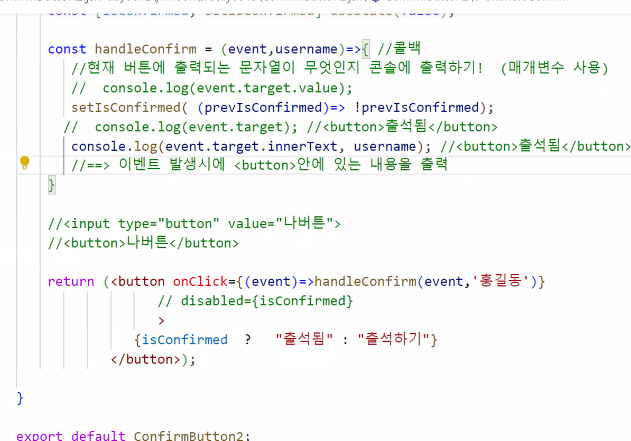 const [isConfirmed, setIsConfirmed] useState(false);
const handleConfirm = (event,username)=>{ //콜백
//현재 버튼에 출력되는 문자열이 무엇인지 콘솔에 출력하기! (매개변수 사용)
// console.log(event.target.value);
setIsConfirmed( (prevIsConfirmed)=> !prevIsConfirmed);
// console.log(event.target); //<button>출석됨</button>
console.log(event.target.innerText, username); //<button>출석됨</button>
//==> 이벤트 발생시에 <button>안에 있는 내용을 출력
}
//<input type="button" value="나버튼">
//<button>나버튼</button>
return (<button onClick={(event)=>handleConfirm(event,'홍길동')}
// disabled={isConfirmed}
>
{isConfirmed ? "출석됨" : "출석하기"}
</button>);
}
export default ConfirmButton2;